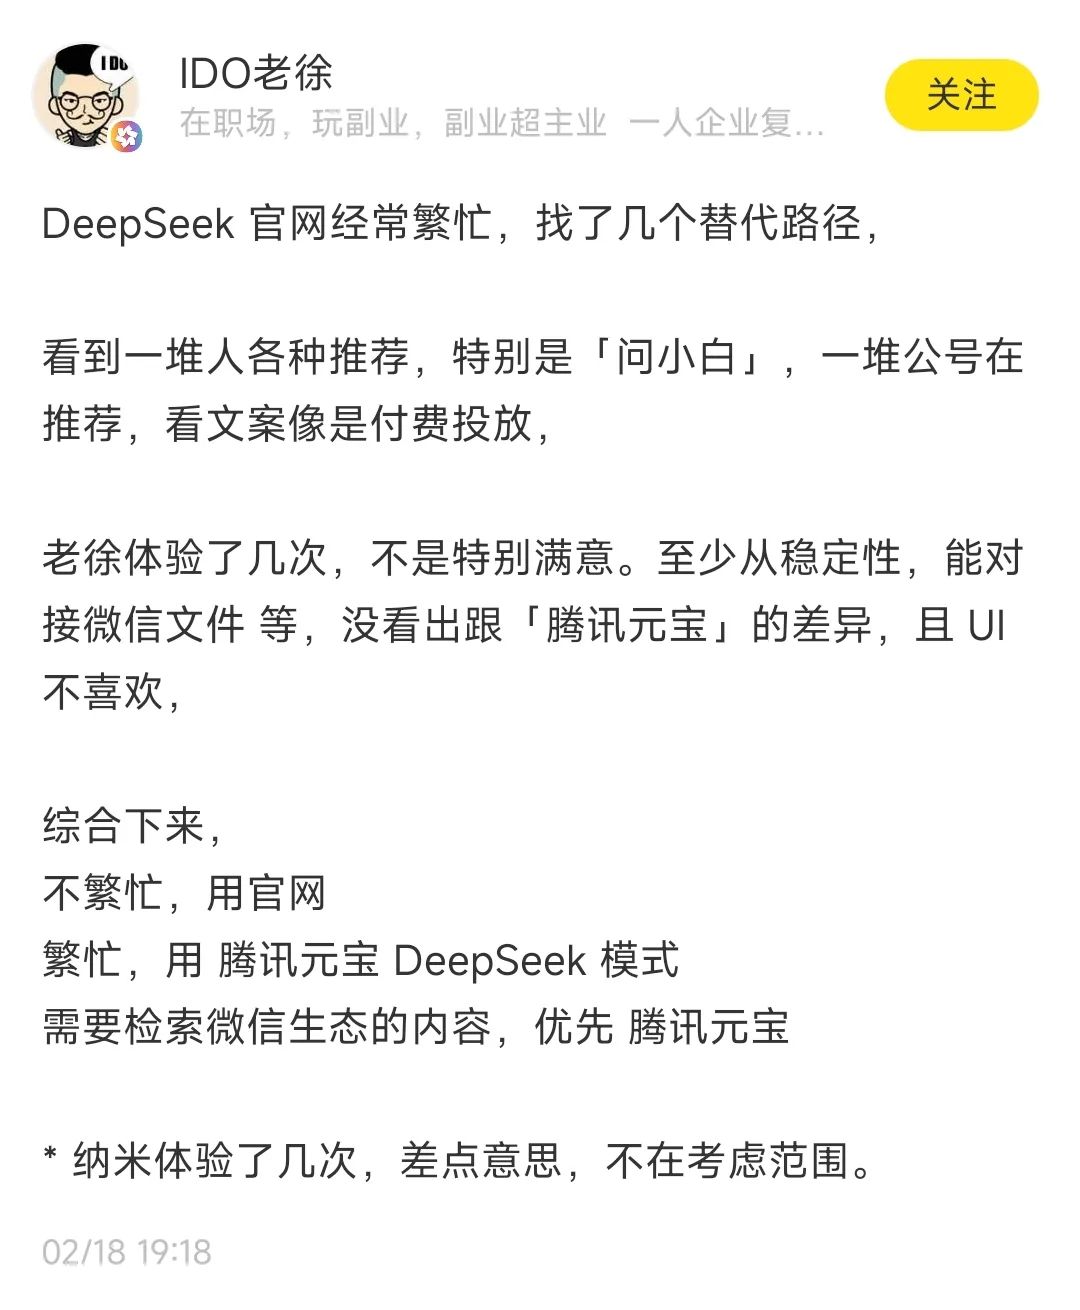 IDO
IDO老徐
关注
在职场，玩副业，副业超主业 一人企业复...
DeepSeek 官网经常繁忙，找了几个替代路径，
看到一堆人各种推荐，特别是「问小白」，一堆公号在
推荐，看文案像是付费投放，
老徐体验了几次，不是特别满意。至少从稳定性，能对
接微信文件 等，没看出跟「腾讯元宝」的差异，且 UI
不喜欢，
综合下来，
不繁忙，用官网
繁忙，用 腾讯元宝 DeepSeek 模式
需要检索微信生态的内容，优先 腾讯元宝
* 纳米体验了几次，差点意思，不在考虑范围。
02/18 19:18